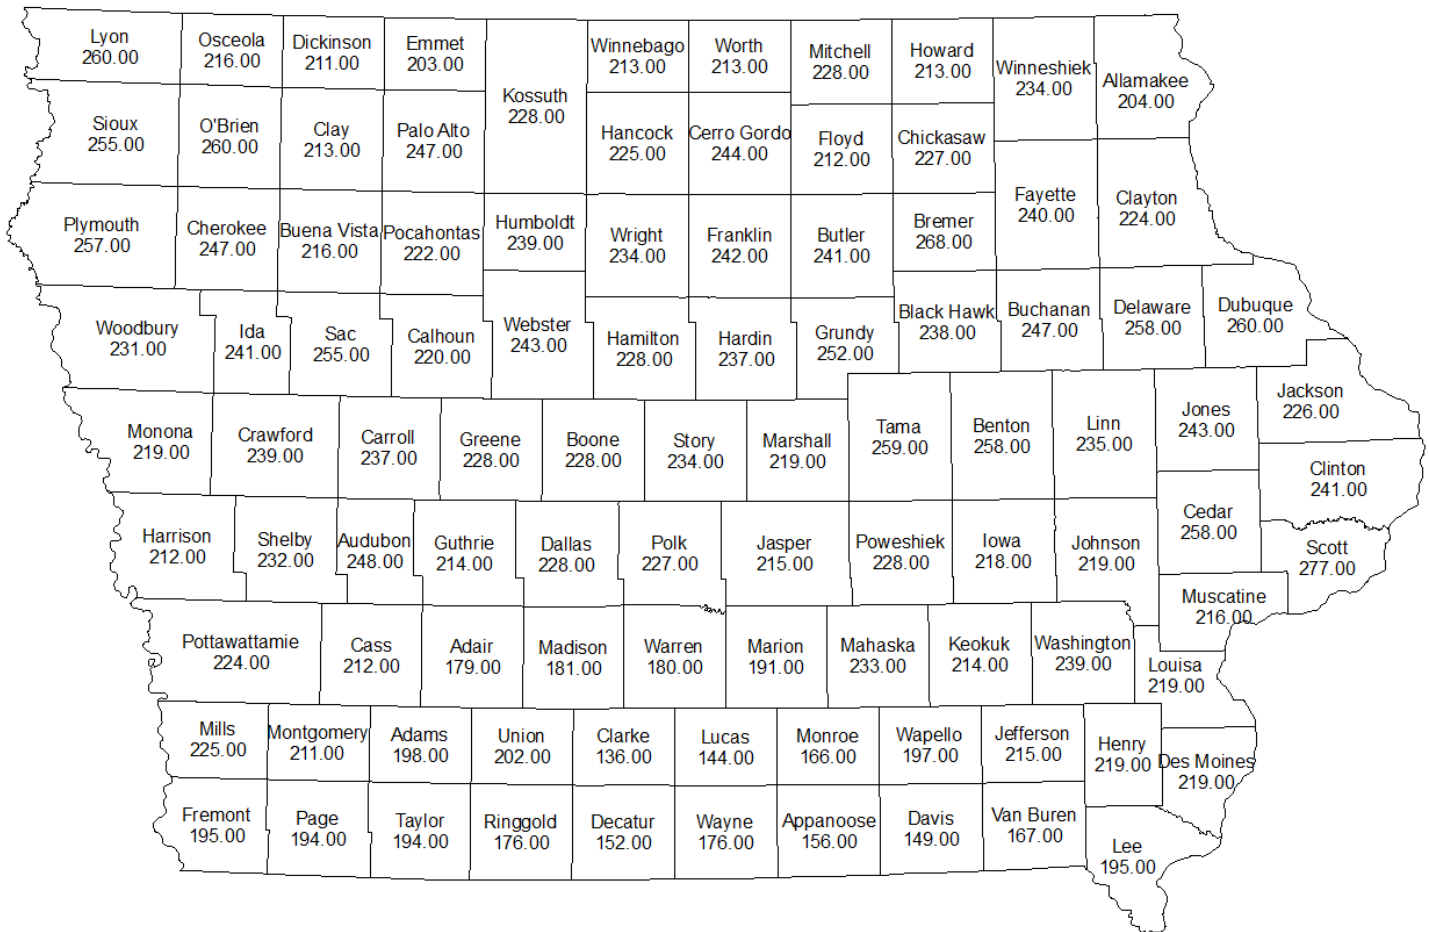 Lyon
260.00
Osceola
216.00
Dickinson
211.00
Emmet
203.00
Kossuth
228.00
Winnebago
213.00
Worth
213.00
Mitchell
228.00
Howard
213.00
Winneshiek
234.00
Allamakee
204.00
Sioux
255.00
O'Brien
260.00
Clay
213.00
Palo Alto
247.00
Hancock
225.00
Cerro Gordo
244.00
Floyd
212.00
Chickasaw
227.00
Fayette
240.00
Clayton
224.00
Plymouth
257.00
Cherokee
247.00
Buena Vista
216.00
Pocahontas
222.00
Humboldt
239.00
Wright
234.00
Franklin
242.00
Butler
241.00
Bremer
268.00
Woodbury
231.00
Ida
241.00
Sac
255.00
Calhoun
220.00
Webster
243.00
Hamilton
228.00
Hardin
237.00
Grundy
252.00
Black Hawk
238.00
Buchanan
247.00
Delaware
258.00
Dubuque
260.00
Monona
219.00
Crawford
239.00
Carroll
237.00
Greene
228.00
Boone
228.00
Story
234.00
Marshall
219.00
Tama
259.00
Benton
258.00
Linn
235.00
Jones
243.00
Jackson
226.00
Clinton
241.00
Harrison
212.00
Shelby
232.00
Audubon
248.00
Guthrie
214.00
Dallas
228.00
Polk
227.00
Jasper
215.00
Poweshiek
228.00
Iowa
218.00
Johnson
219.00
Cedar
258.00
Scott
277.00
Muscatine
216.00
Pottawattamie
224.00
Cass
212.00
Adair
179.00
Madison
181.00
Warren
180.00
Marion
191.00
Mahaska
233.00
Keokuk
214.00
Washington
239.00
Louisa
219.00
Mills
225.00
Montgomery
211.00
Adams
198.00
Union
202.00
Clarke
136.00
Lucas
144.00
Monroe
166.00
Wapello
197.00
Jefferson
215.00
Henry
219.00
Des Moines
219.00
Fremont
195.00
Page
194.00
Taylor
194.00
Ringgold
176.00
Decatur
152.00
Wayne
176.00
Appanoose
156.00
Davis
149.00
Van Buren
167.00
Lee
195.00